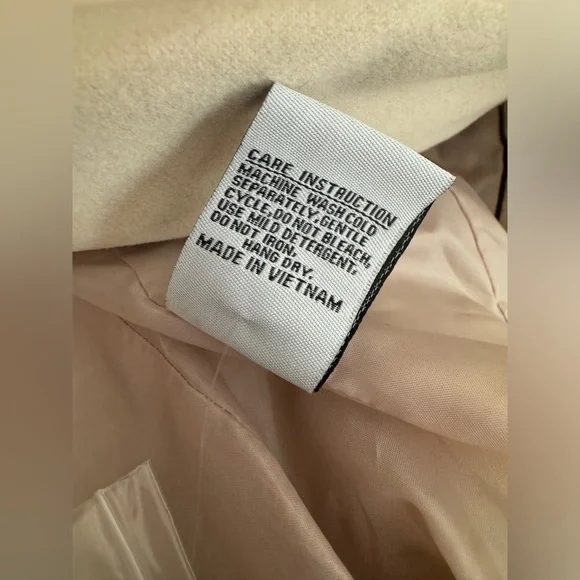 CARE INSTRUCTION
MACHINE WASH COLD
SEPARATELY, GENTLE
CYCLE, DO NOT BLEACH,
USE MILD DETERGENT,
DO NOT IRON,
HANG DRY.
MADE IN VIETNAM